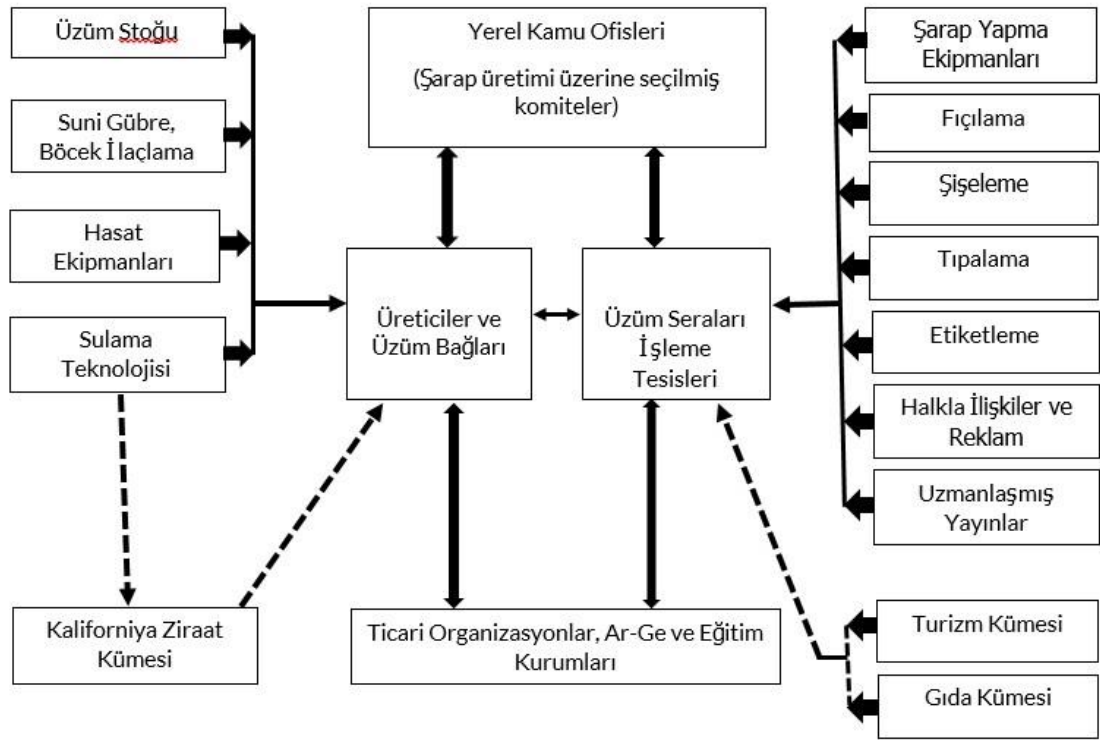 Üzüm Stoğu
Suni Gübre,
Böcek İlaçlama
Hasat
Ekipmanları
Sulama
Teknolojisi
Kaliforniya Ziraat
Kümesi
Yerel Kamu Ofisleri
(Şarap üretimi üzerine seçilmiş
komiteler)
Üreticiler ve
Üzüm Bağları
Üzüm Seraları
İşleme
Tesisleri
Ticari Organizasyonlar, Ar-Ge ve Eğitim
Kurumları
Şarap Yapma
Ekipmanları
Fıçılama
Şişeleme
Tıpalama
Etiketleme
Halkla İlişkiler ve
Reklam
Uzmanlaşmış
Yayınlar
Turizm Kümesi
Gıda Kümesi